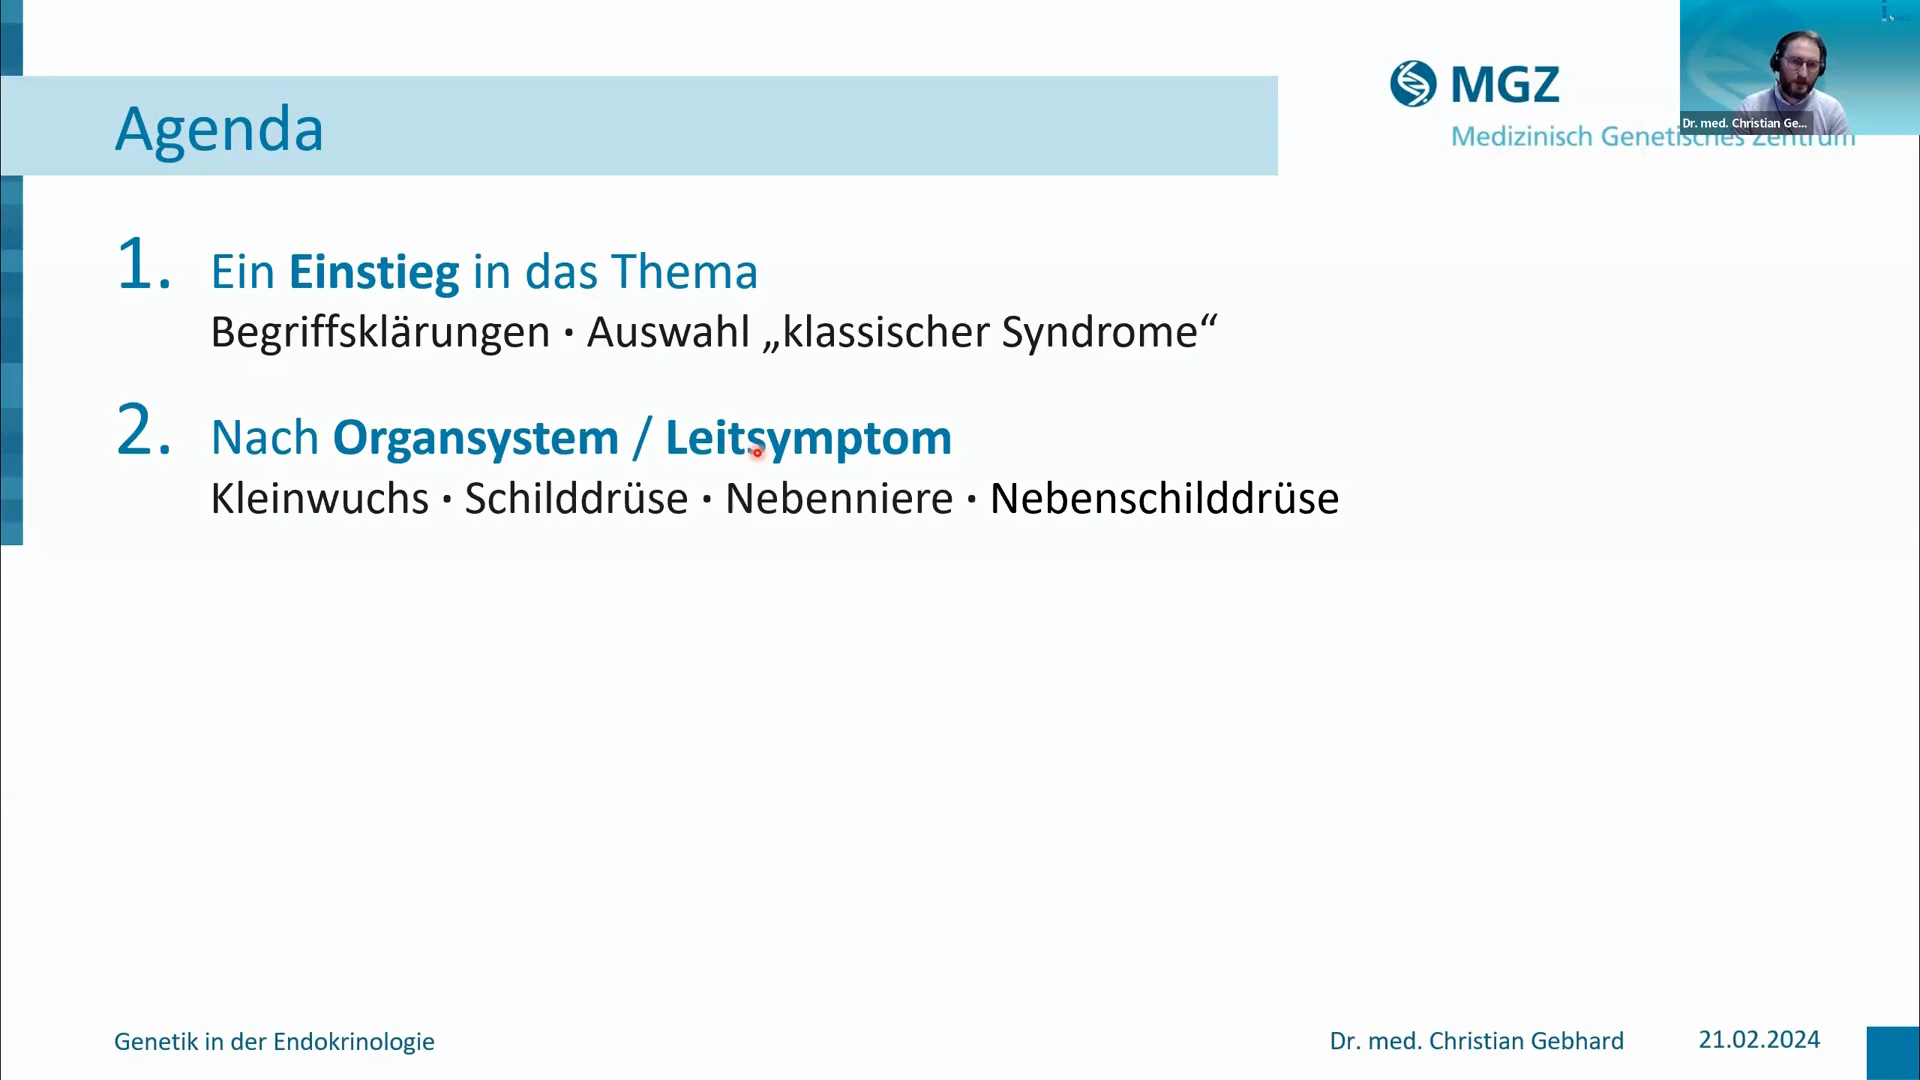 Agenda
MGZ
Medizinisch Genetisches Zentrum
Dr. med. Christian Ge...
1. Ein Einstieg in das Thema
Begriffsklärungen · Auswahl „klassischer Syndrome“
2. Nach Organsystem / Leitsymptom
Kleinwuchs · Schilddrüse · Nebenniere · Nebenschilddrüse
Genetik in der Endokrinologie
Dr. med. Christian Gebhard
21.02.2024